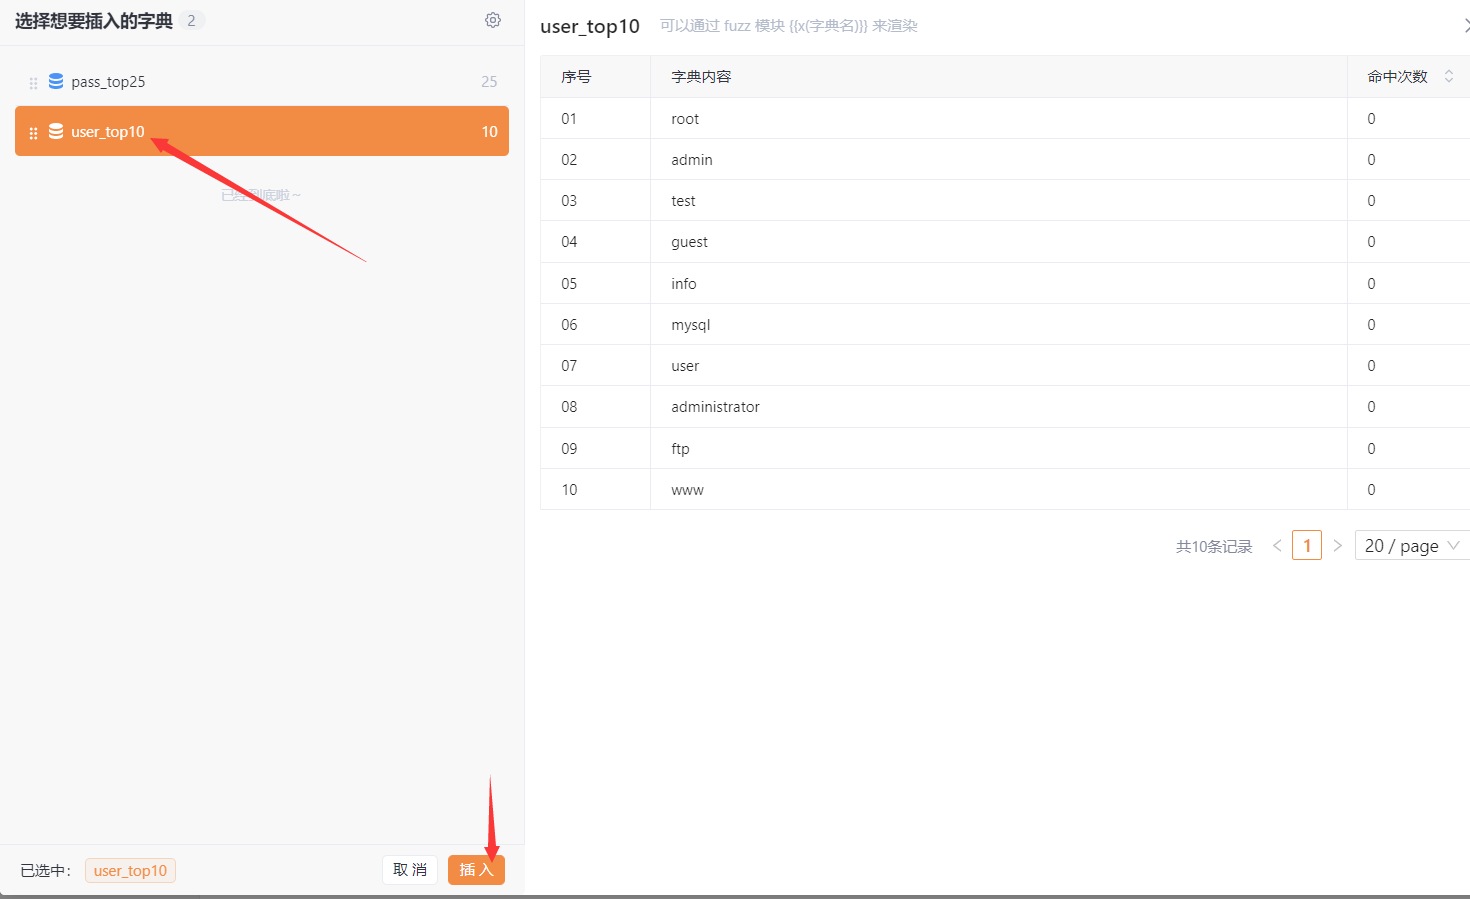 选择想要插入的字典 2
pass_top25 25
user_top10 10
已经到底啦~
已选中: user_top10 取 消 插 入
user_top10 可以通过 fuzz 模块 {{x(字典名)}} 来渲染
序号 字典内容 命中次数
01 root 0
02 admin 0
03 test 0
04 guest 0
05 info 0
06 mysql 0
07 user 0
08 administrator 0
09 ftp 0
10 www 0
共10条记录 < 1 > 20 / page